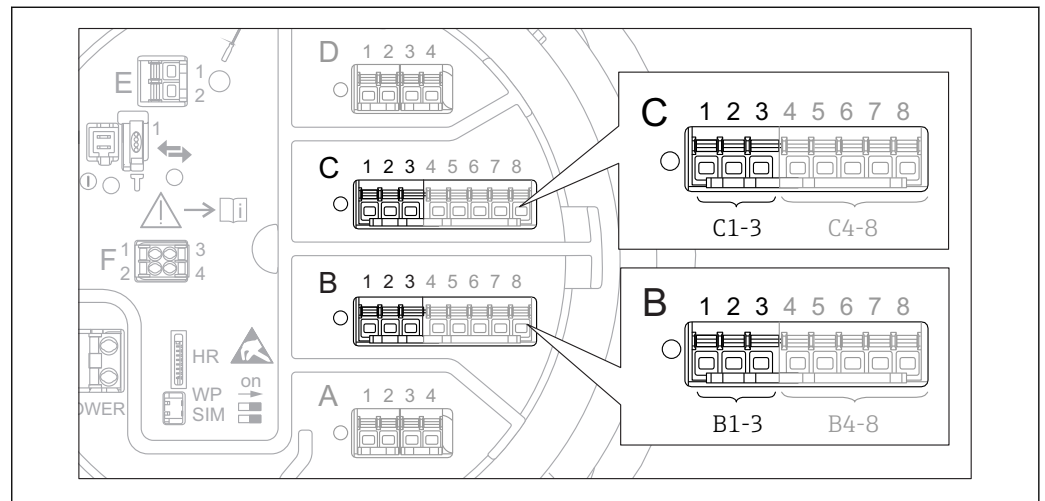 D 1 2 3 4
E 1
2
1
C 1 2 3 4 5 6 7 8
C 1 2 3 4 5 6 7 8
C1-3 C4-8
i
F 1 3
2 4
B 1 2 3 4 5 6 7 8
B 1 2 3 4 5 6 7 8
B1-3 B4-8
HR
WP on
SIM
OWER
A 1 2 3 4